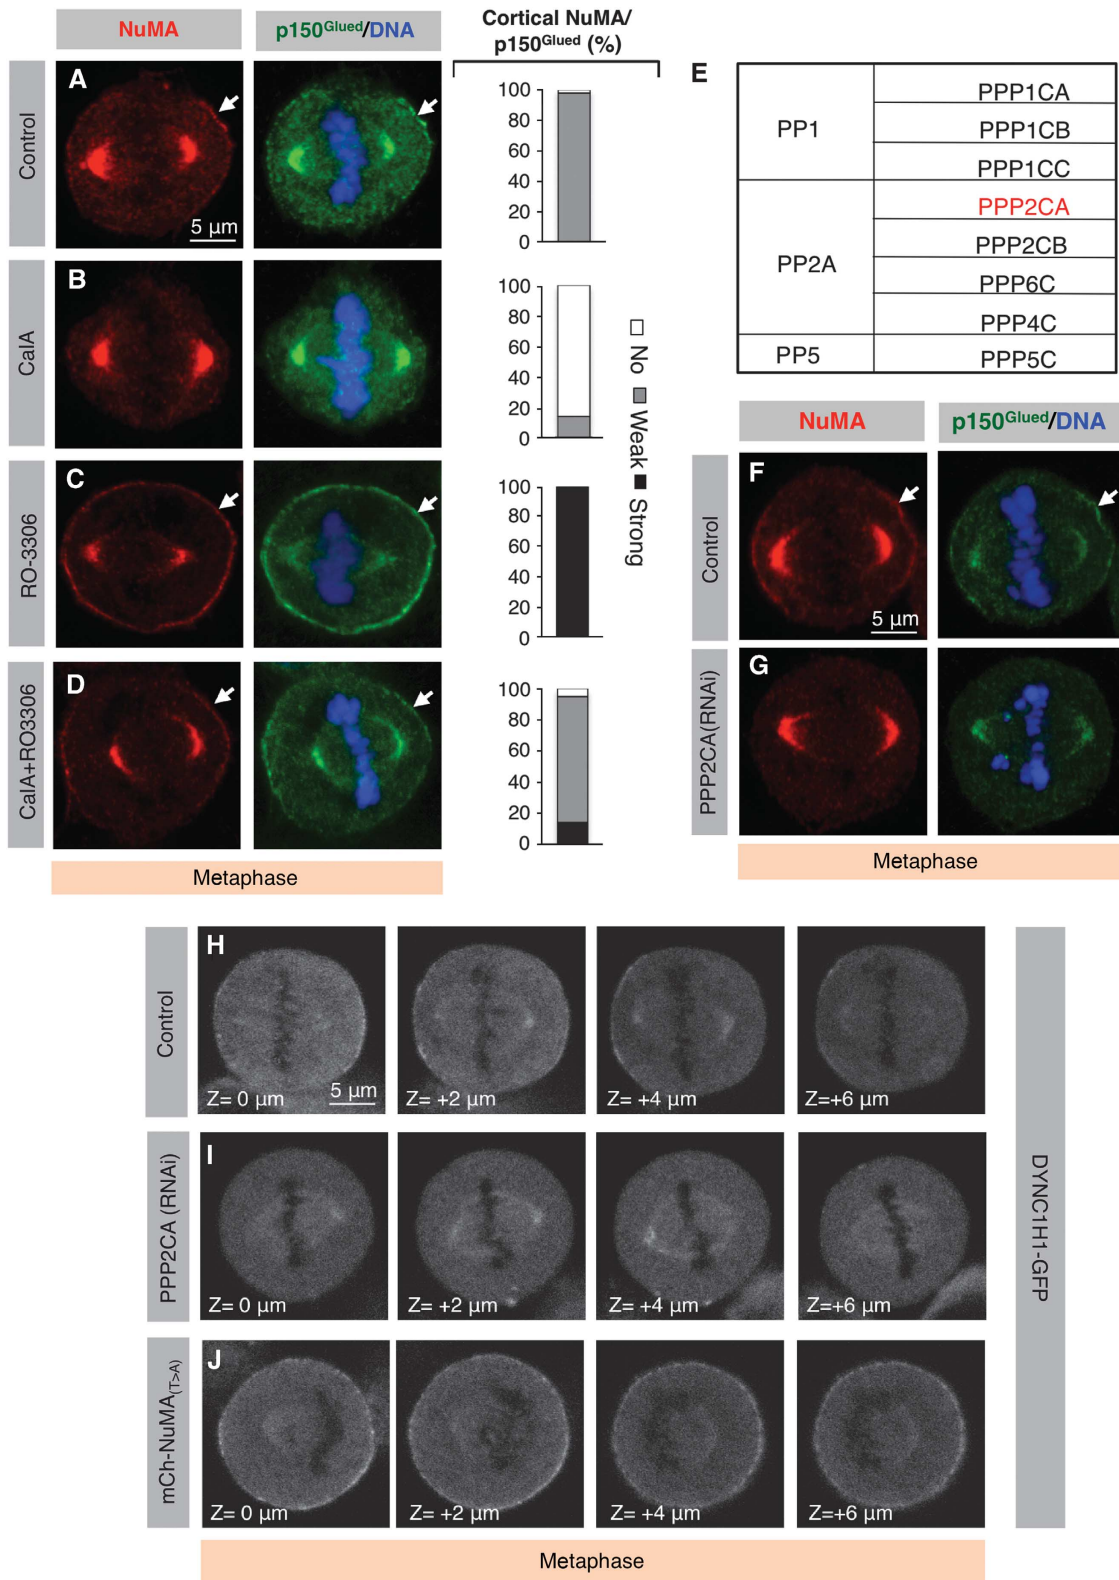 NuMA
p150Glued/DNA
Cortical NuMA/
p150Glued (%)
Control
A
5 µm
100
80
60
40
20
0
CalA
B
100
80
60
40
20
0
RO-3306
C
100
80
60
40
20
0
CalA+RO3306
D
100
80
60
40
20
0
No
Weak
Strong
Metaphase
E
PP1
PPP1CA
PPP1CB
PPP1CC
PP2A
PPP2CA
PPP2CB
PPP6C
PPP4C
PP5
PPP5C
NuMA
p150Glued/DNA
Control
F
5 µm
PPP2CA(RNAi)
G
Metaphase
Control
H
Z= 0 µm
5 µm
Z= +2 µm
Z= +4 µm
Z=+6 µm
PPP2CA (RNAi)
I
Z= 0 µm
Z= +2 µm
Z= +4 µm
Z=+6 µm
mCh-NuMA(T>A)
J
Z= 0 µm
Z= +2 µm
Z= +4 µm
Z=+6 µm
DYNC1H1-GFP
Metaphase